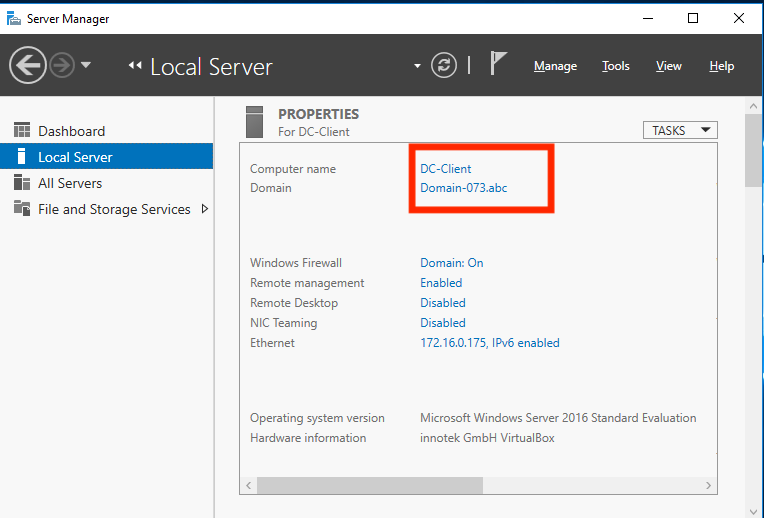 Server Manager
Local Server
Manage Tools View Help
Dashboard
Local Server
All Servers
File and Storage Services
PROPERTIES
For DC-Client
TASKS
Computer name DC-Client
Domain Domain-073.abc
Windows Firewall Domain: On
Remote management Enabled
Remote Desktop Disabled
NIC Teaming Disabled
Ethernet 172.16.0.175, IPv6 enabled
Operating system version Microsoft Windows Server 2016 Standard Evaluation
Hardware information innotek GmbH VirtualBox